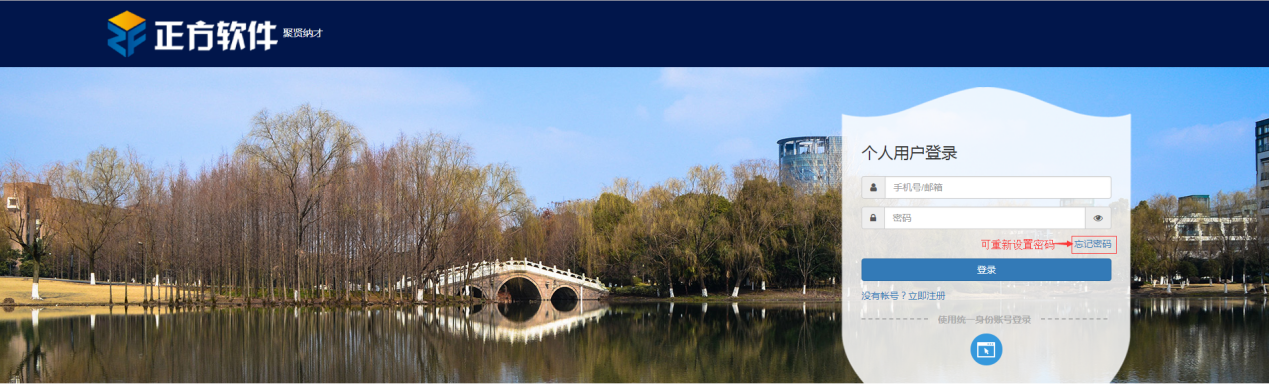 正方软件 聚贤纳才
个人用户登录
手机号/邮箱
密码
可重新设置密码 忘记密码
登录
没有帐号？立即注册
使用统一身份账号登录